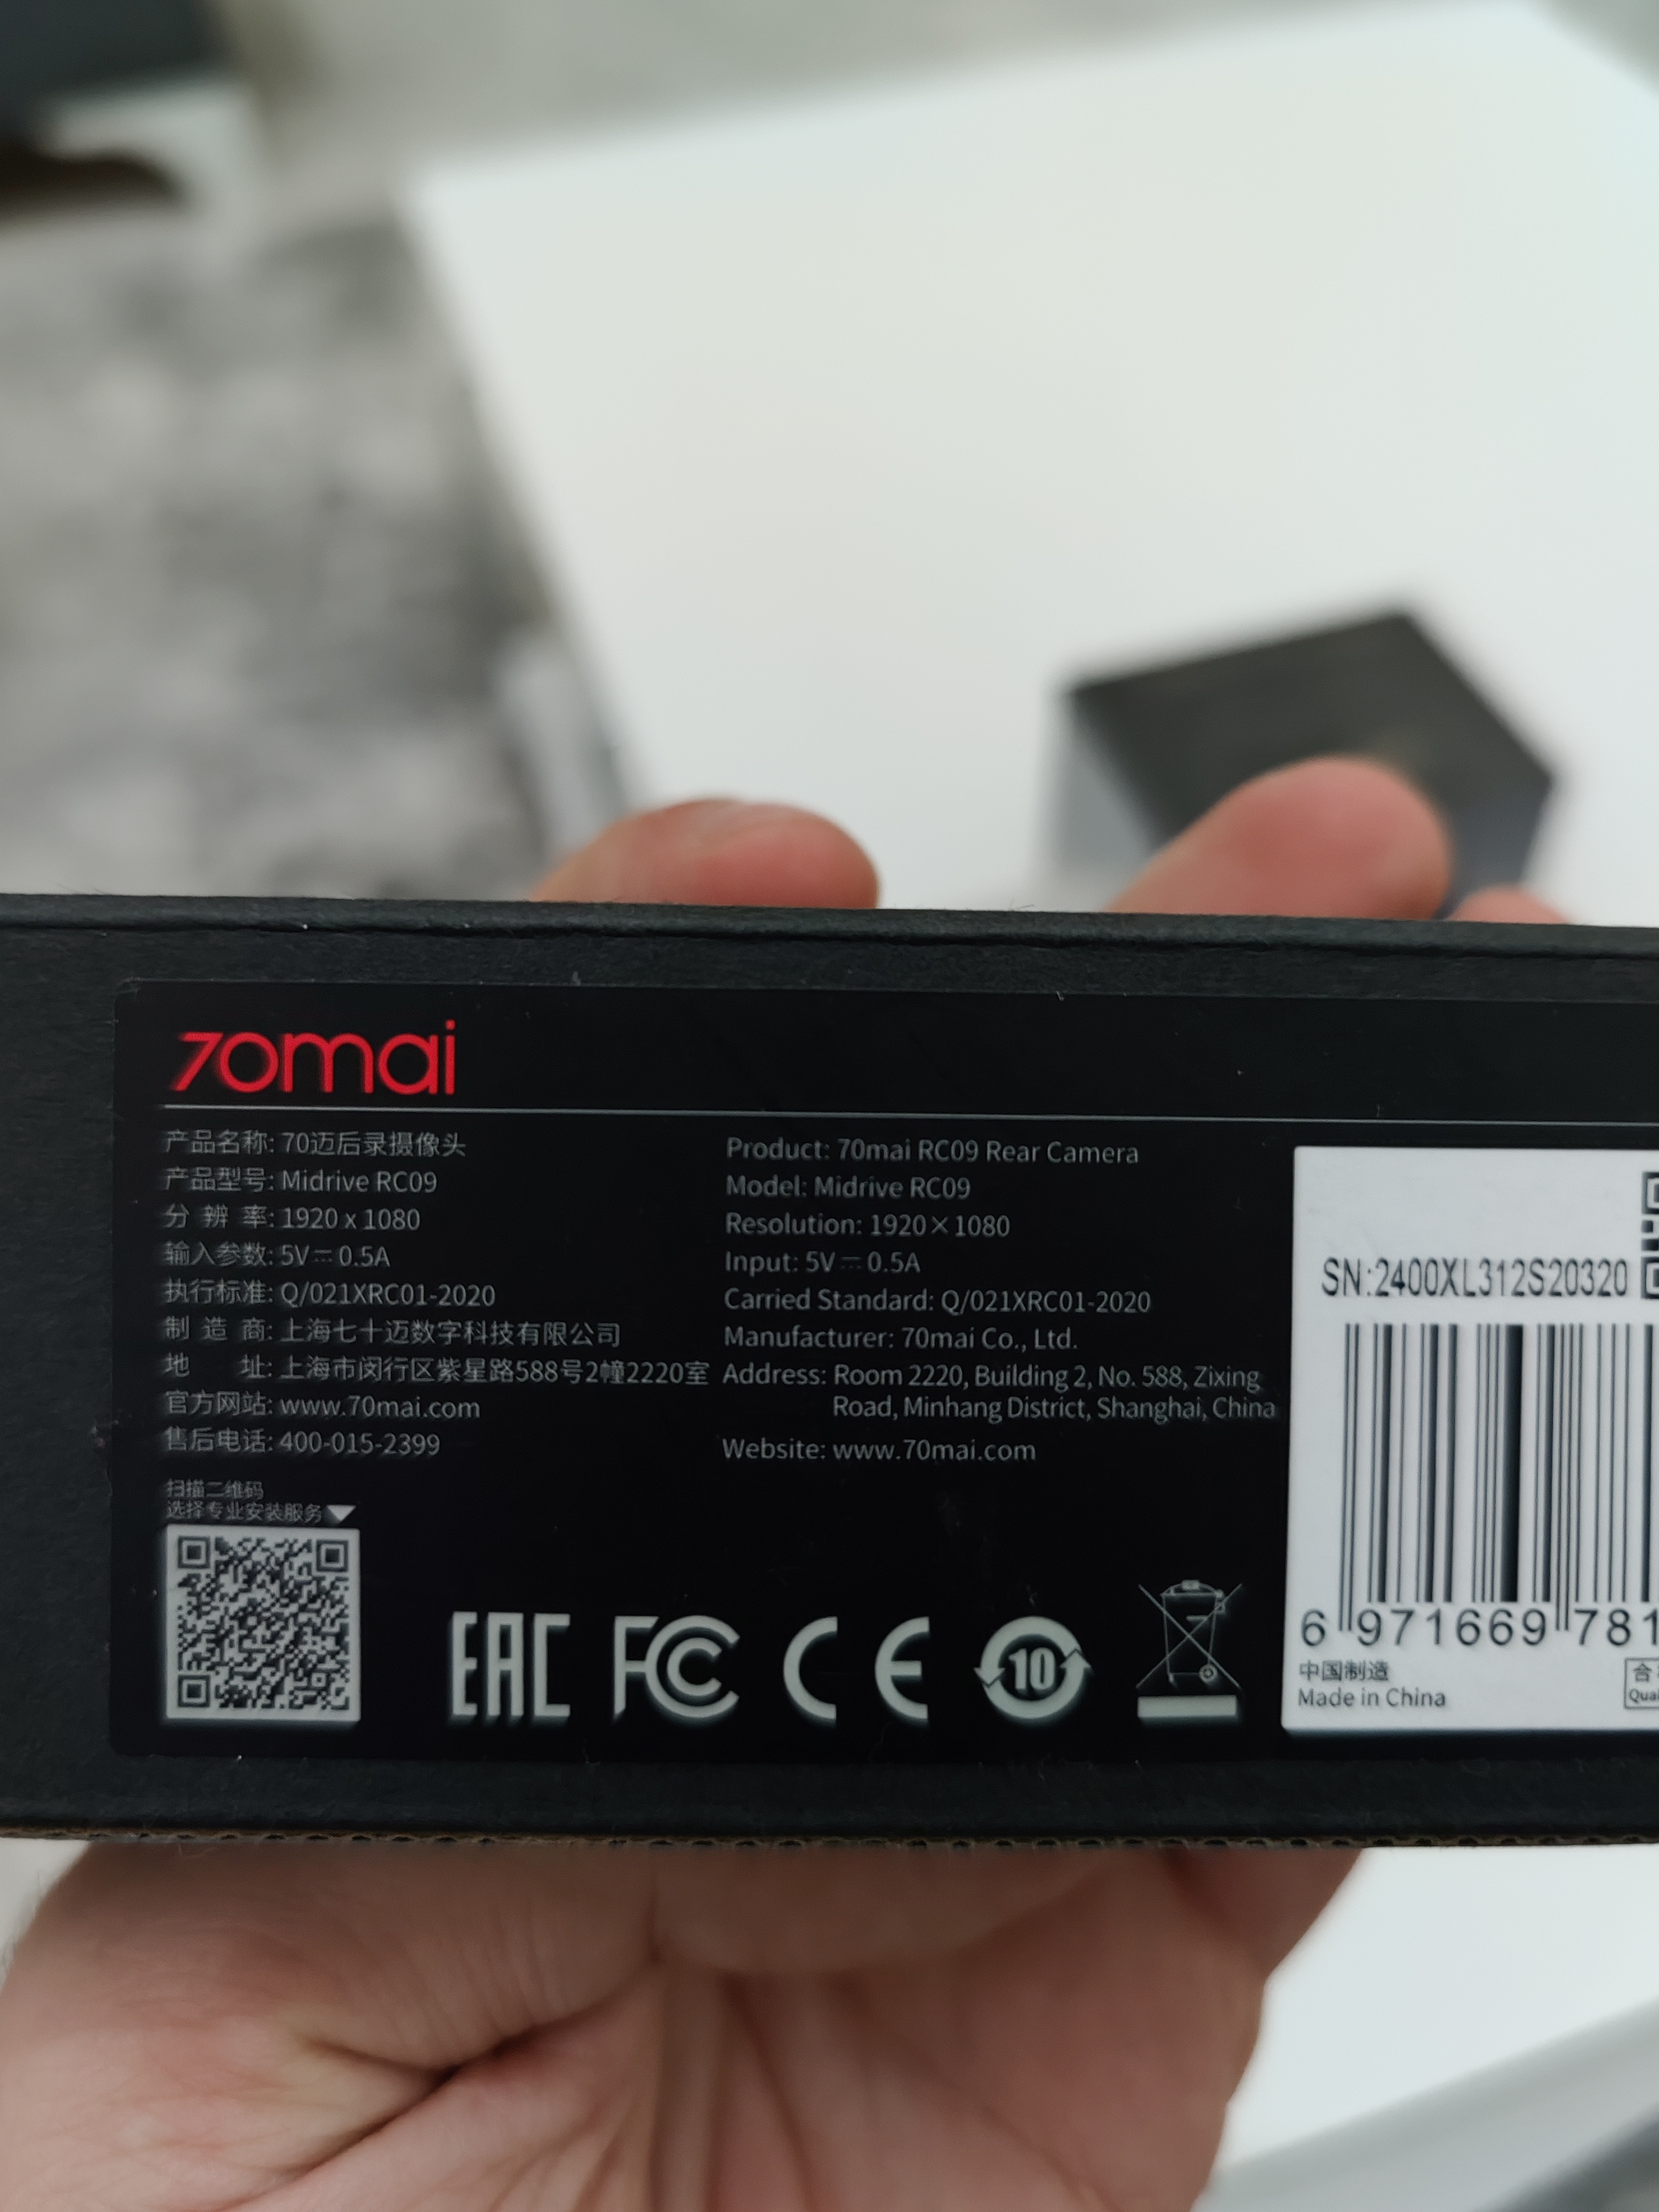 70mai
产品名称: 70迈后录摄像头
产品型号: Midrive RC09
分 辨 率: 1920 x 1080
输入参数: 5V⎓0.5A
执行标准: Q/021XRC01-2020
制 造 商: 上海七十迈数字科技有限公司
地 址: 上海市闵行区紫星路588号2幢2220室
官方网站: www.70mai.com
售后电话: 400-015-2399
扫描二维码
选择专业安装服务
Product: 70mai RC09 Rear Camera
Model: Midrive RC09
Resolution: 1920×1080
Input: 5V⎓0.5A
Carried Standard: Q/021XRC01-2020
Manufacturer: 70mai Co., Ltd.
Address: Room 2220, Building 2, No. 588, Zixing
Road, Minhang District, Shanghai, China
Website: www.70mai.com
EAC FC CE 10
SN:2400XL312S20320
6 971669 781
中国制造
Made in China
合
Qua